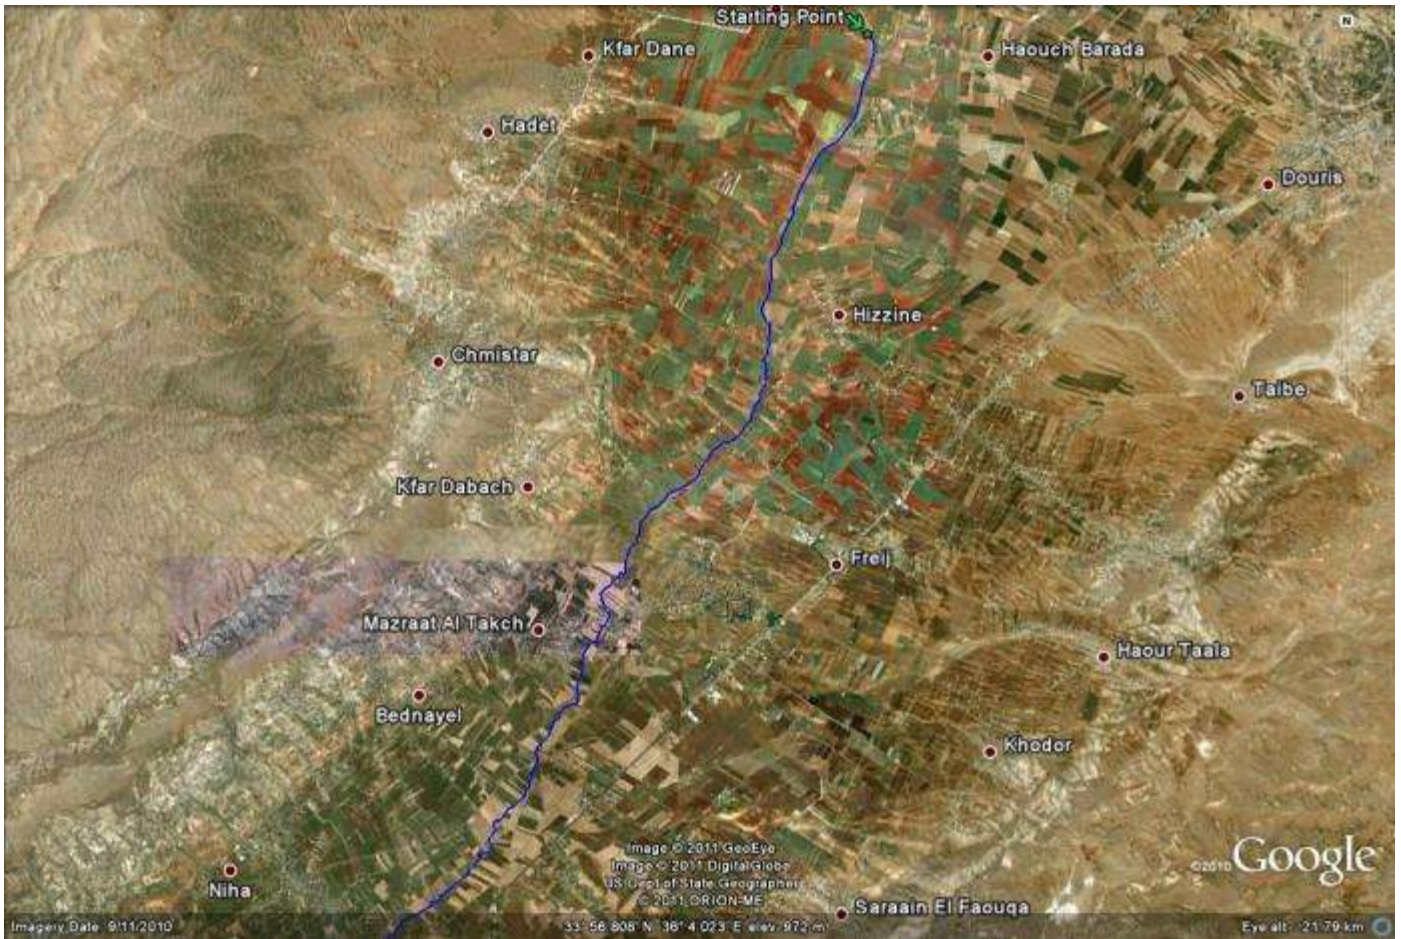 Starting Point
N
Kfar Dane
Haouch Barada
Hadet
Douris
Hizzine
Chmistar
Talbe
Kfar Dabach
Freij
Mazraat Al Takch
Haour Taala
Bednayel
Khodor
Image © 2011 GeoEye
Image © 2011 DigitalGlobe
US Dept of State Geographer
© 2011 ORION-ME
©2010 Google
Niha
Saraain El Faouqa
Imagery Date: 9/11/2010
33°56.808' N 36°4.023' E elev 972 m
Eye alt 21.79 km